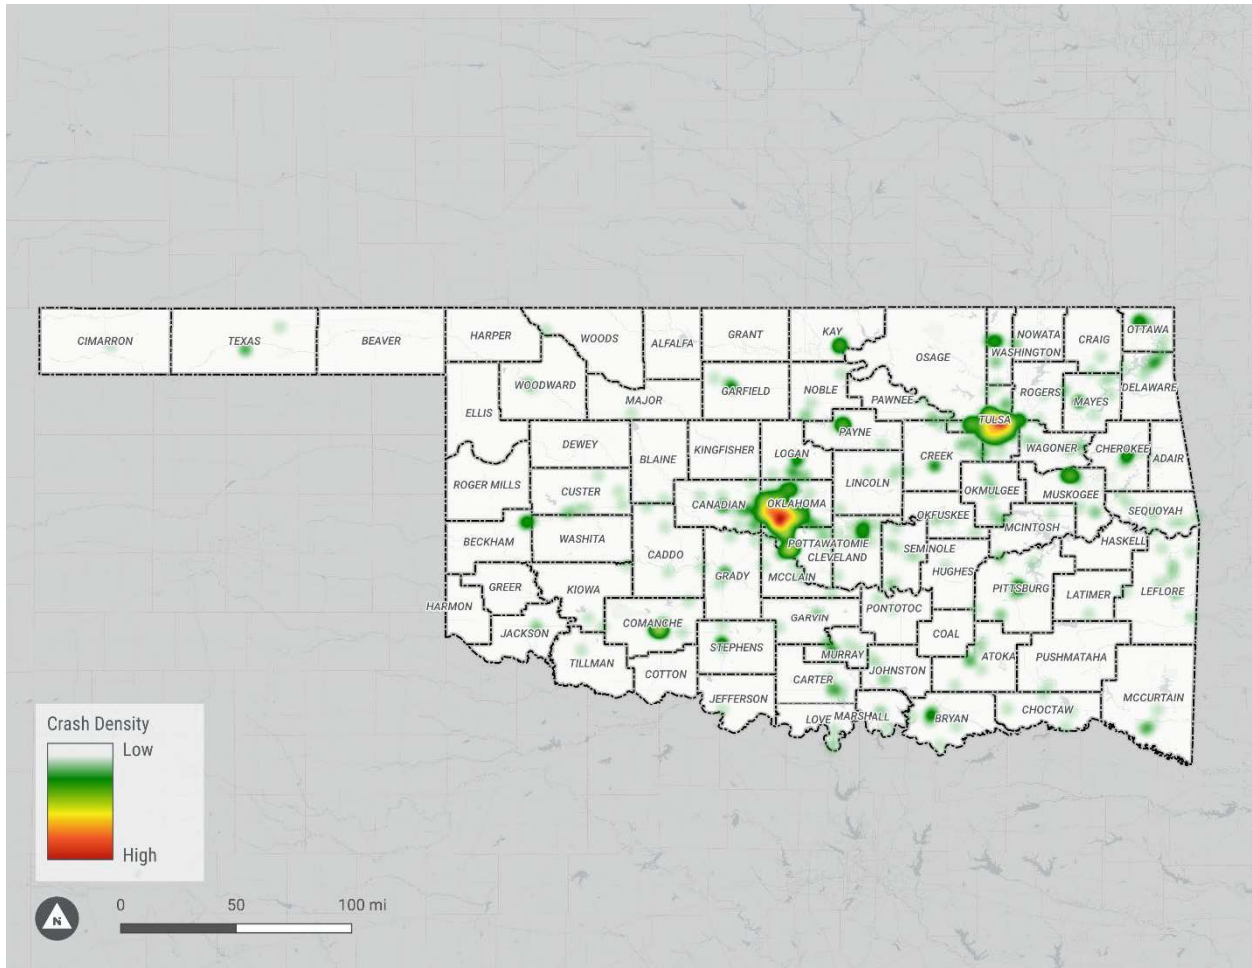 CIMARRON
TEXAS
BEAVER
HARPER
WOODS
ALFALFA
GRANT
KAY
OSAGE
NOWATA
WASHINGTON
CRAIG
OTTAWA
WOODWARD
ELLIS
MAJOR
GARFIELD
NOBLE
PAWNEE
ROGERS
MAYES
DELAWARE
TULSA
DEWEY
BLAINE
KINGFISHER
LOGAN
PAYNE
CREEK
WAGONER
CHEROKEE
ADAIR
ROGER MILLS
CUSTER
CANADIAN
OKLAHOMA
LINCOLN
OKMULGEE
MUSKOGEE
OKFUSKEE
MCINTOSH
SEQUOYAH
BECKHAM
WASHITA
CADDO
GRADY
POTTAWATOMIE
CLEVELAND
MCCLAIN
SEMINOLE
HUGHES
HASKELL
PITTSBURG
LATIMER
LEFLORE
HARMON
GREER
KIOWA
JACKSON
COMANCHE
GARVIN
PONTOTOC
COAL
TILLMAN
COTTON
STEPHENS
MURRAY
CARTER
JOHNSTON
ATOKA
PUSHMATAHA
MCCURTAIN
JEFFERSON
LOVE
MARSHALL
BRYAN
CHOCTAW
Crash Density
Low
High
N
0 50 100 mi